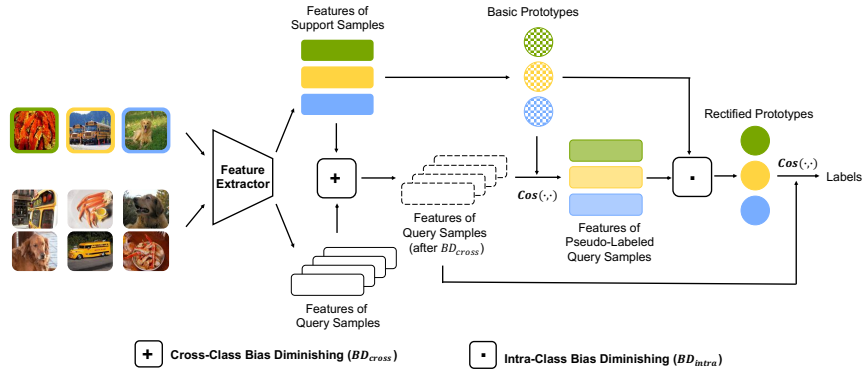 Features of
Support Samples
Basic Prototypes
Rectified Prototypes
Feature
Extractor
+
Cos(·,·)
·
Cos(·,·)
Labels
Features of
Query Samples
(after BD_cross)
Features of
Pseudo-Labeled
Query Samples
Features of
Query Samples
+ Cross-Class Bias Diminishing (BD_cross)
· Intra-Class Bias Diminishing (BD_intra)